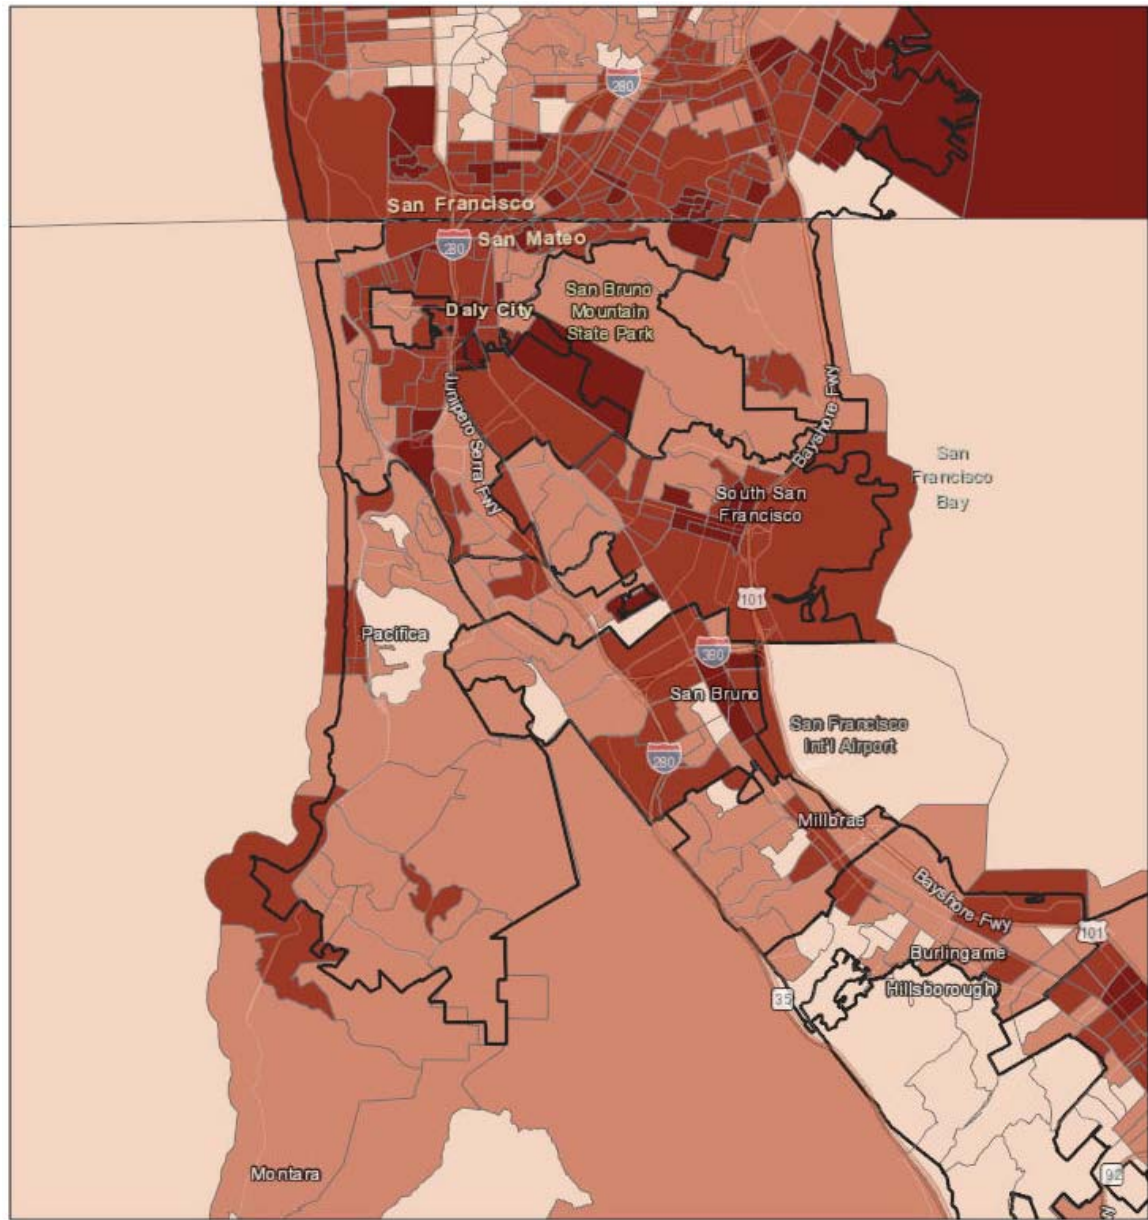 280
San Francisco
280
San Mateo
Daly City
San Bruno
Mountain
State Park
Junipero Serra Fwy
Bayshore Fwy
San
Francisco
Bay
South San
Francisco
101
Pacifica
380
San Bruno
San Francisco
Int'l Airport
280
Millbrae
Bayshore Fwy
101
Burlingame
Hillsborough
35
Montara
92